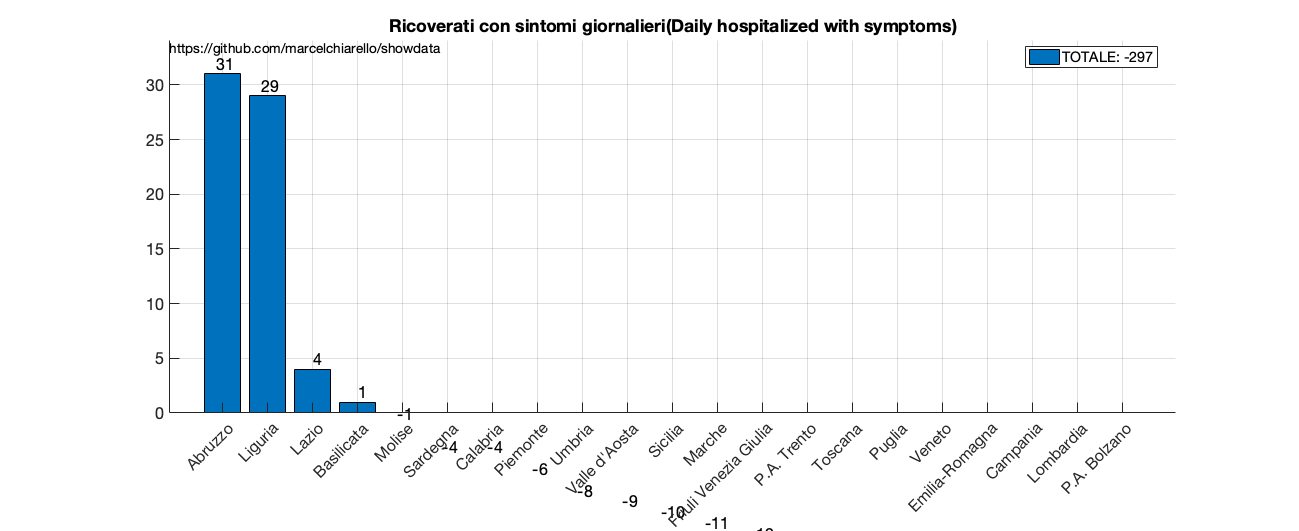 Ricoverati con sintomi giornalieri(Daily hospitalized with symptoms)
https://github.com/marcelchiarello/showdata
TOTALE: -297
31
29
4
1
-1
-4
-4
-6
-8
-9
-10
-11
30
25
20
15
10
5
0
Abruzzo
Liguria
Lazio
Basilicata
Molise
Sardegna
Calabria
Piemonte
Umbria
Valle d'Aosta
Sicilia
Marche
Friuli Venezia Giulia
P.A. Trento
Toscana
Puglia
Veneto
Emilia-Romagna
Campania
Lombardia
P.A. Bolzano